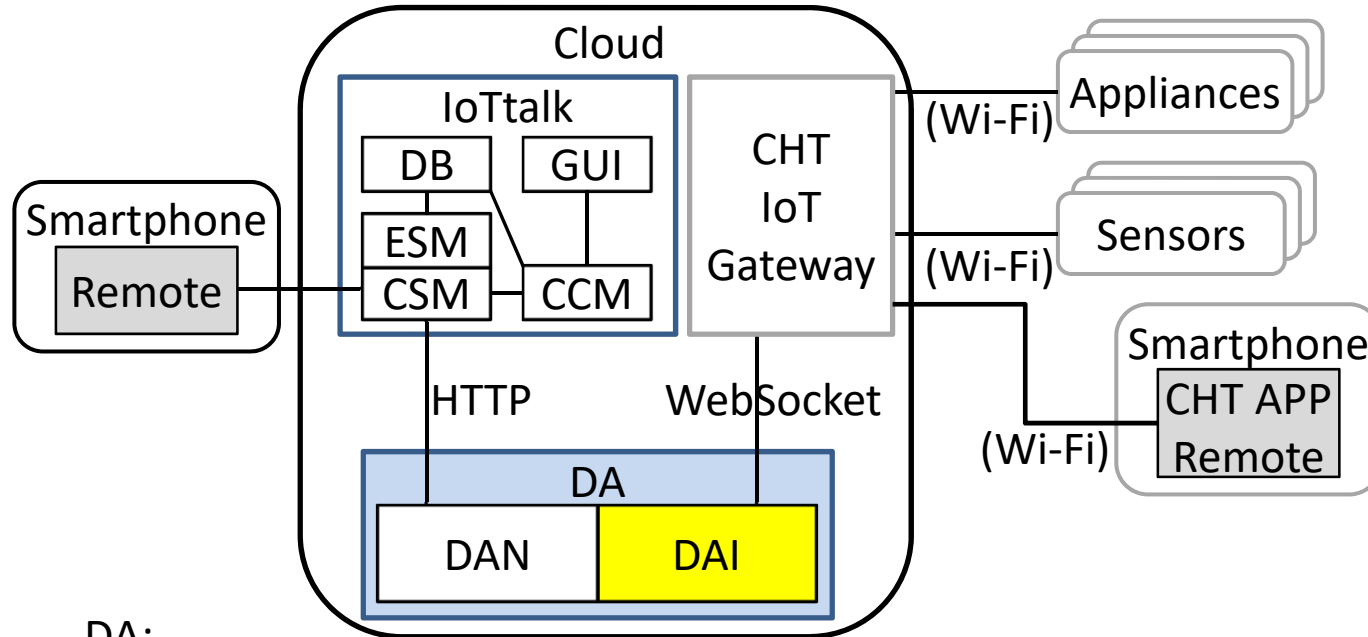 Cloud
IoTtalk
DB
GUI
ESM
CSM
CCM
CHT
IoT
Gateway
Smartphone
Remote
(Wi-Fi)
Appliances
(Wi-Fi)
Sensors
(Wi-Fi)
Smartphone
CHT APP
Remote
HTTP
WebSocket
DA
DAN
DAI
DA: